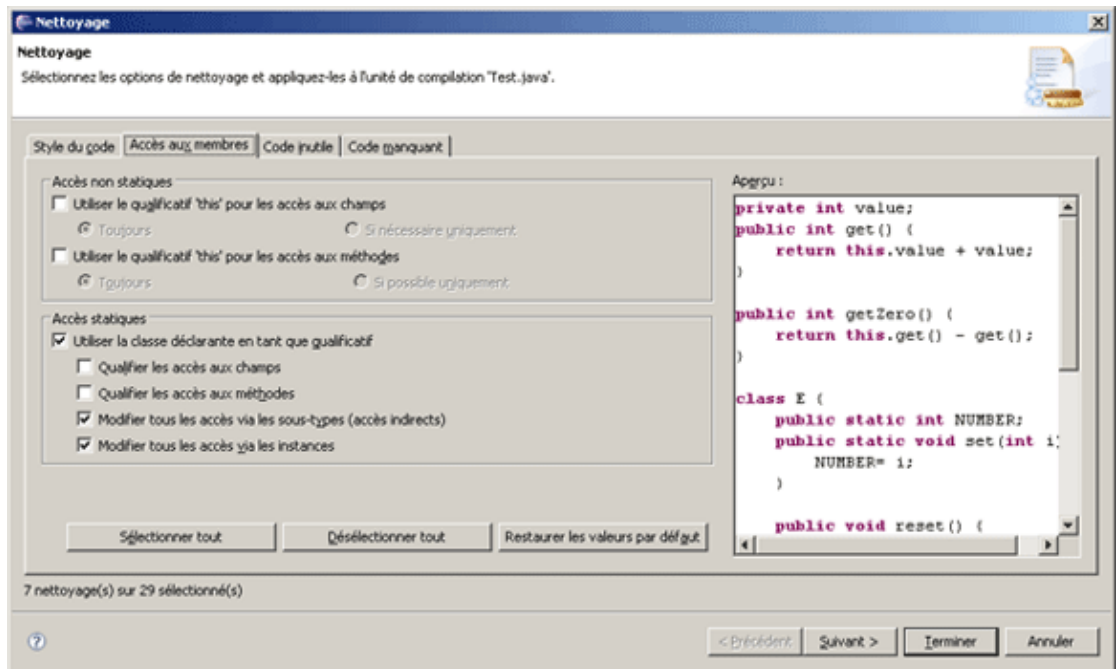 Nettoyage
Nettoyage
Sélectionnez les options de nettoyage et appliquez-les à l'unité de compilation 'Test.java'.
Style du code Accès aux membres Code inutile Code manquant
Accès non statiques
Utiliser le qualificatif 'this' pour les accès aux champs
Toujours Si nécessaire uniquement
Utiliser le qualificatif 'this' pour les accès aux méthodes
Toujours Si possible uniquement
Accès statiques
Utiliser la classe déclarante en tant que qualificatif
Qualifier les accès aux champs
Qualifier les accès aux méthodes
Modifier tous les accès via les sous-types (accès indirects)
Modifier tous les accès via les instances
Sélectionner tout Désélectionner tout Restaurer les valeurs par défaut
Aperçu :
private int value;
public int get() {
return this.value + value;
}
public int getZero() {
return this.get() - get();
}
class E {
public static int NUMBER;
public static void set(int i)
NUMBER= i;
}
public void reset() {
7 nettoyage(s) sur 29 sélectionné(s)
< Précédent Suivant > Terminer Annuler